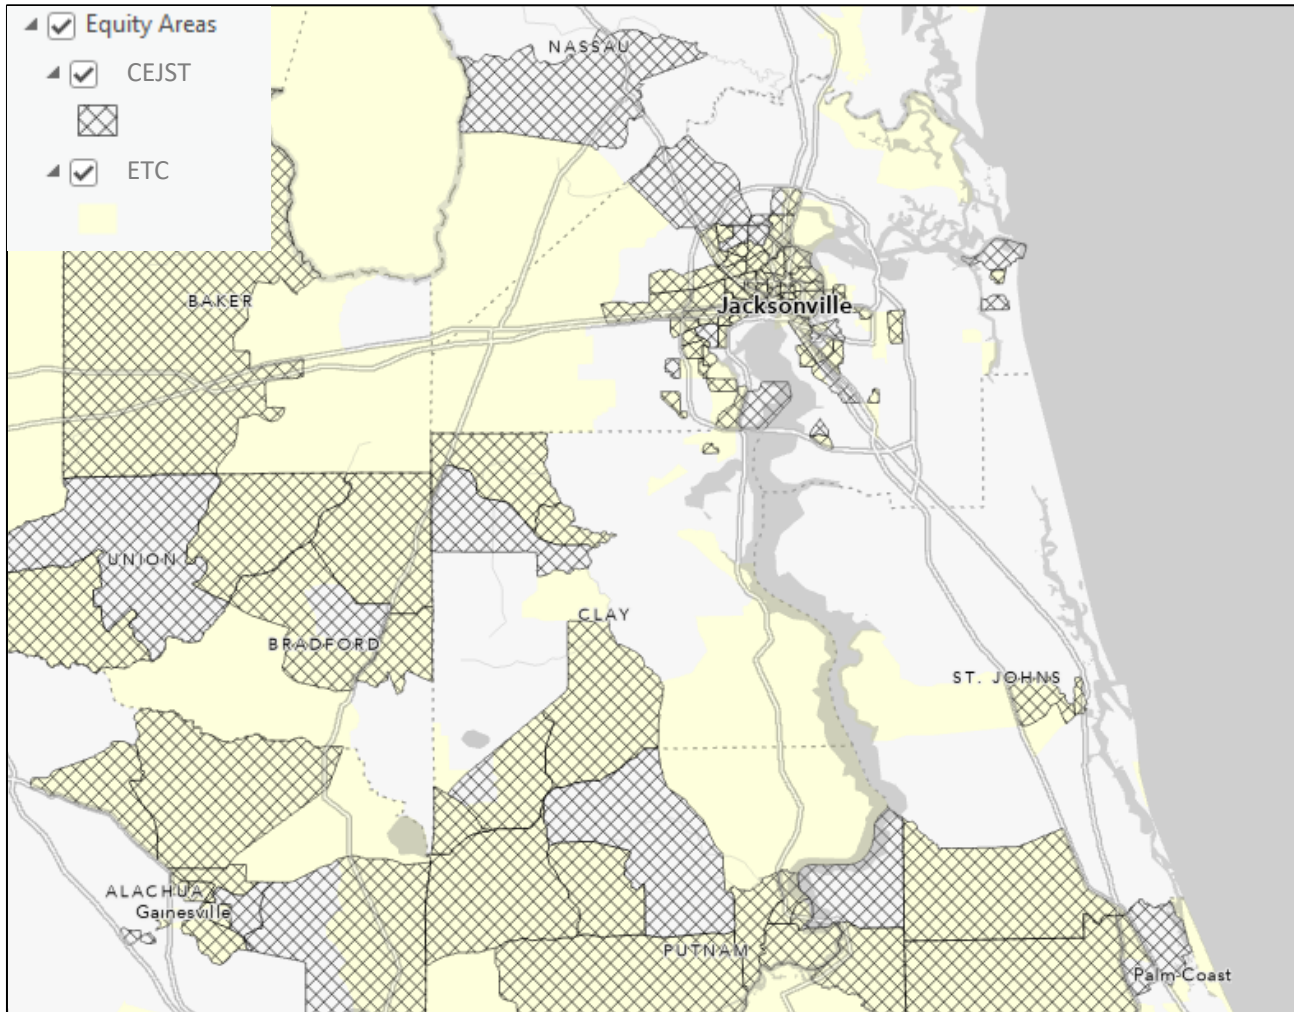 Equity Areas
CEJST
ETC
NASSAU
BAKER
Jacksonville
UNION
CLAY
BRADFORD
ST. JOHNS
ALACHUA
Gainesville
PUTNAM
Palm Coast